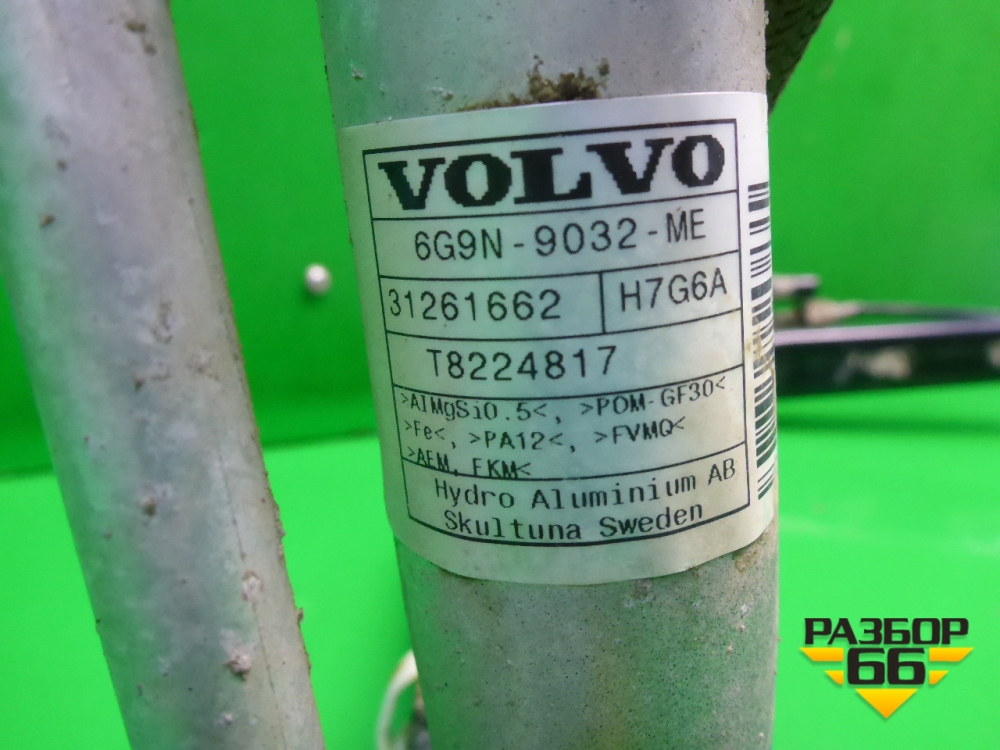 VOLVO
6G9N-9032-ME
31261662 H7G6A
T8224817
>AlMgSi0.5<, >POM-GF30<
>Fe<, >PA12<, >FVMQ<
>AEM, FKM<
Hydro Aluminium AB
Skultuna Sweden
РАЗБОР
66